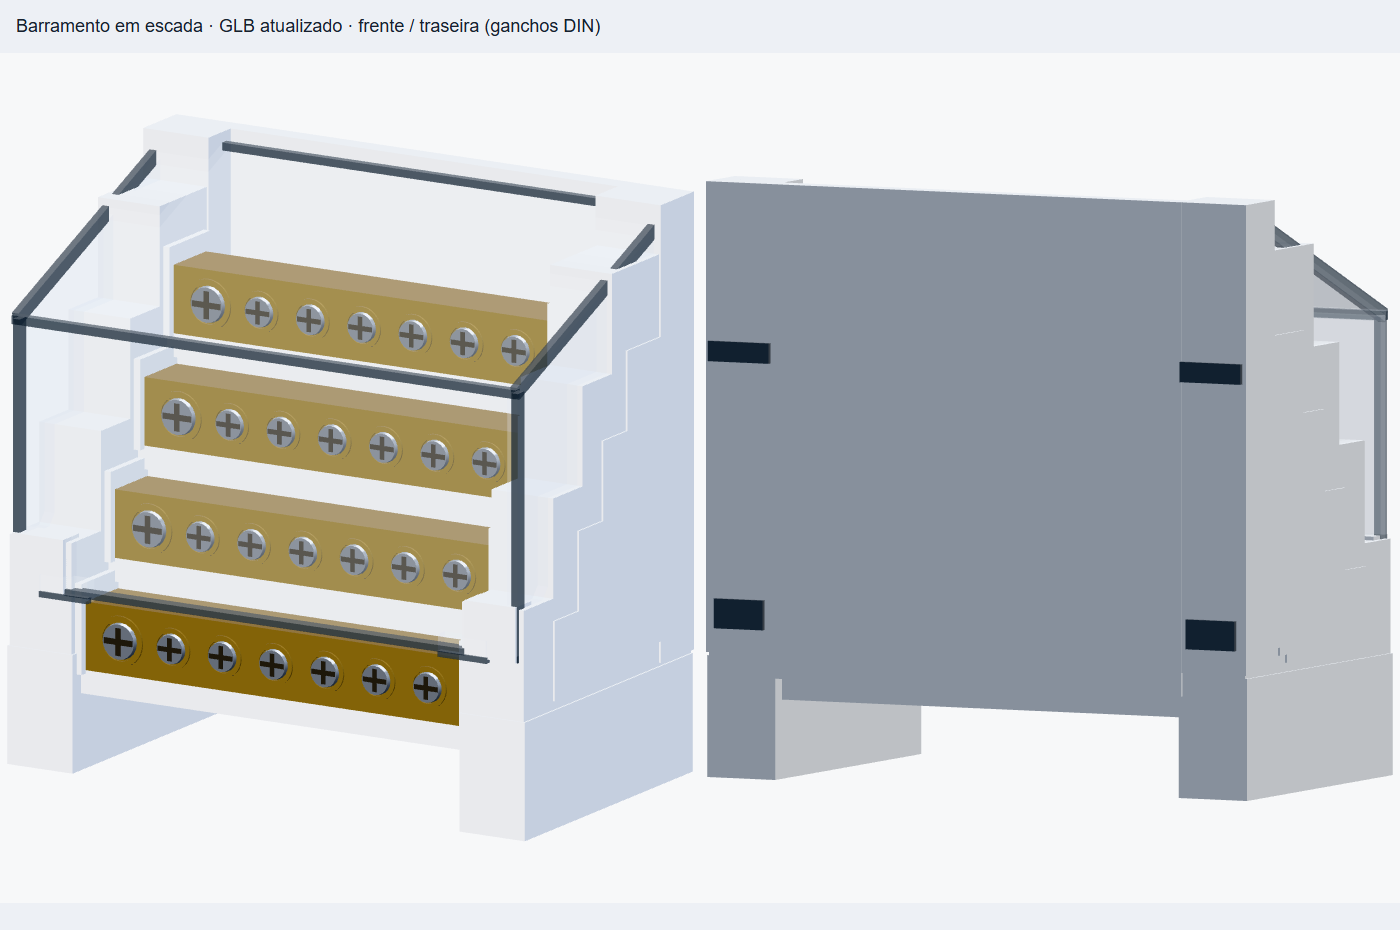 Barramento em escada · GLB atualizado · frente / traseira (ganchos DIN)